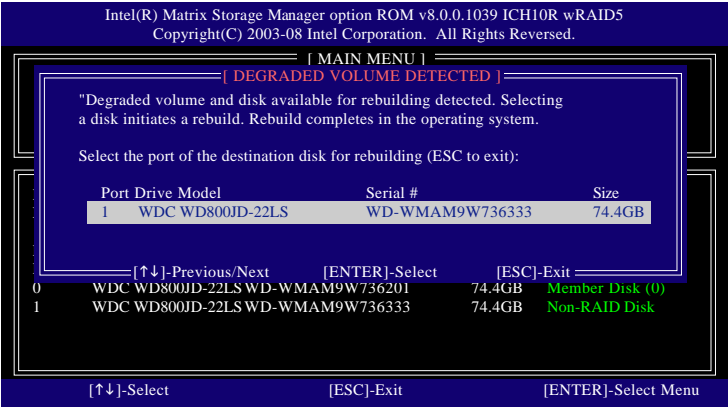 Intel(R) Matrix Storage Manager option ROM v8.0.0.1039 ICH10R wRAID5
Copyright(C) 2003-08 Intel Corporation. All Rights Reversed.
[ MAIN MENU ]
[ DEGRADED VOLUME DETECTED ]
"Degraded volume and disk available for rebuilding detected. Selecting
a disk initiates a rebuild. Rebuild completes in the operating system.
Select the port of the destination disk for rebuilding (ESC to exit):
Port Drive Model Serial # Size
1 WDC WD800JD-22LS WD-WMAM9W736333 74.4GB
[↑↓]-Previous/Next [ENTER]-Select [ESC]-Exit
0 WDC WD800JD-22LS WD-WMAM9W736201 74.4GB Member Disk (0)
1 WDC WD800JD-22LS WD-WMAM9W736333 74.4GB Non-RAID Disk
[↑↓]-Select [ESC]-Exit [ENTER]-Select Menu